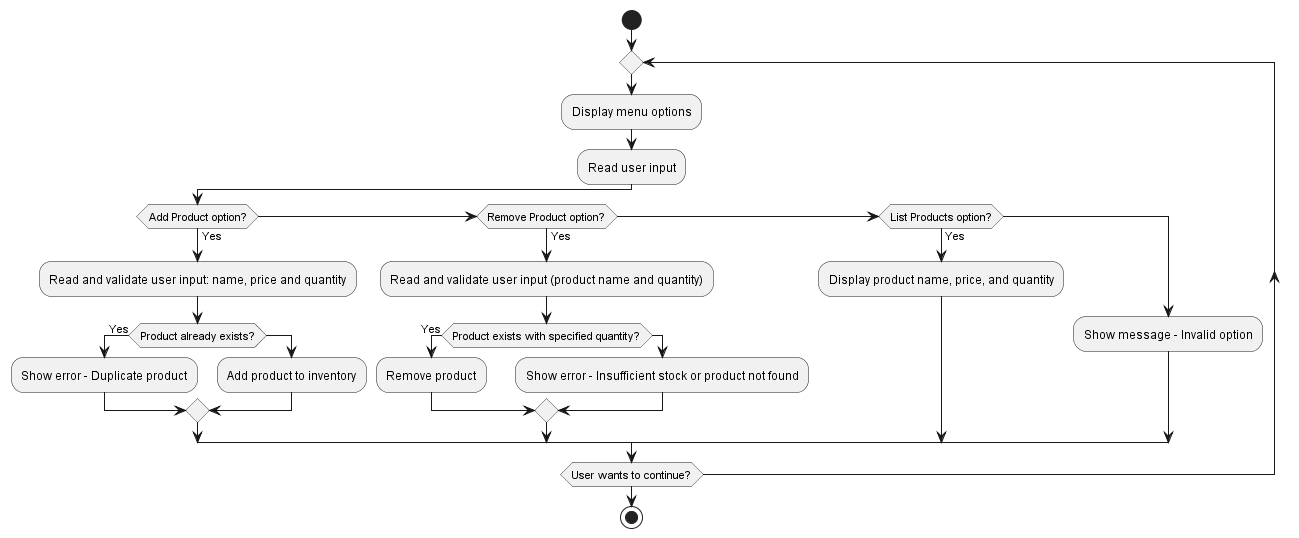 Display menu options
Read user input
Add Product option?
Remove Product option?
List Products option?
Yes
Yes
Yes
Read and validate user input: name, price and quantity
Read and validate user input (product name and quantity)
Display product name, price, and quantity
Yes
Product already exists?
Yes
Product exists with specified quantity?
Show message - Invalid option
Show error - Duplicate product
Add product to inventory
Remove product
Show error - Insufficient stock or product not found
User wants to continue?